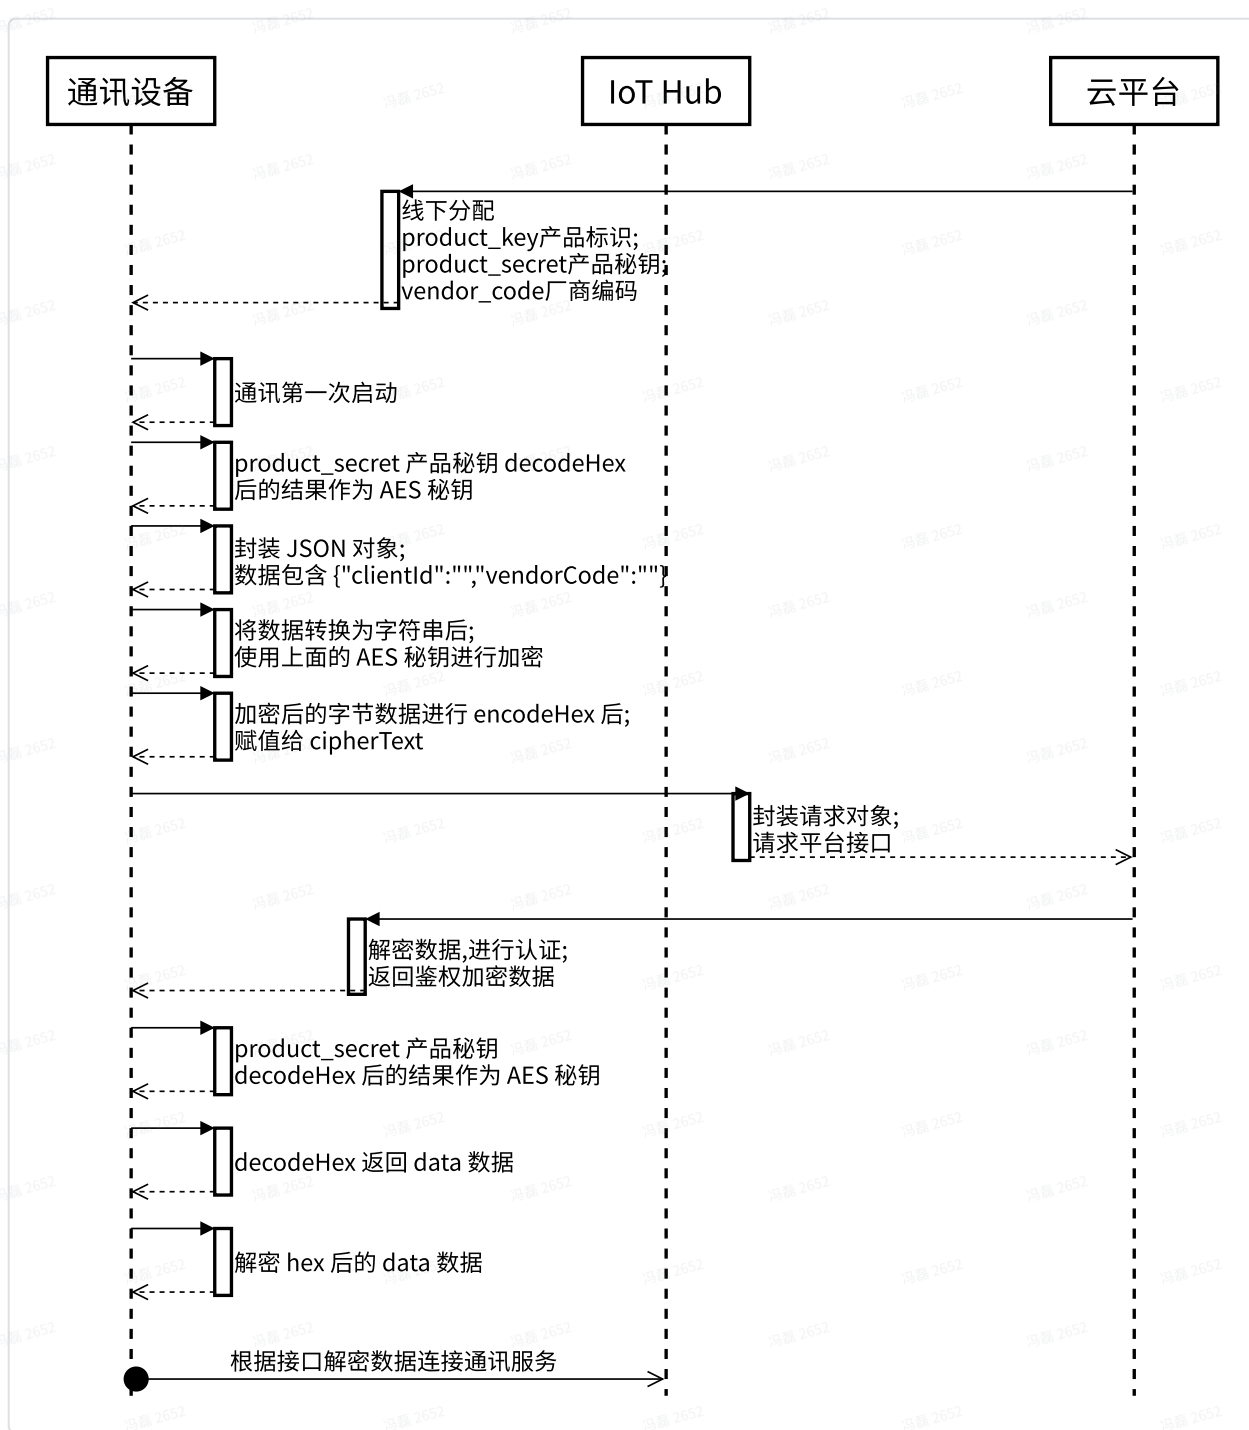 通讯设备
IoT Hub
云平台
线下分配
product_key产品标识;
product_secret产品秘钥;
vendor_code厂商编码
通讯第一次启动
product_secret 产品秘钥 decodeHex
后的结果作为 AES 秘钥
封装 JSON 对象;
数据包含 {"clientId":"","vendorCode":""}
将数据转换为字符串后;
使用上面的 AES 秘钥进行加密
加密后的字节数据进行 encodeHex 后;
赋值给 cipherText
封装请求对象;
请求平台接口
解密数据,进行认证;
返回鉴权加密数据
product_secret 产品秘钥
decodeHex 后的结果作为 AES 秘钥
decodeHex 返回 data 数据
解密 hex 后的 data 数据
根据接口解密数据连接通讯服务
冯磊 2652